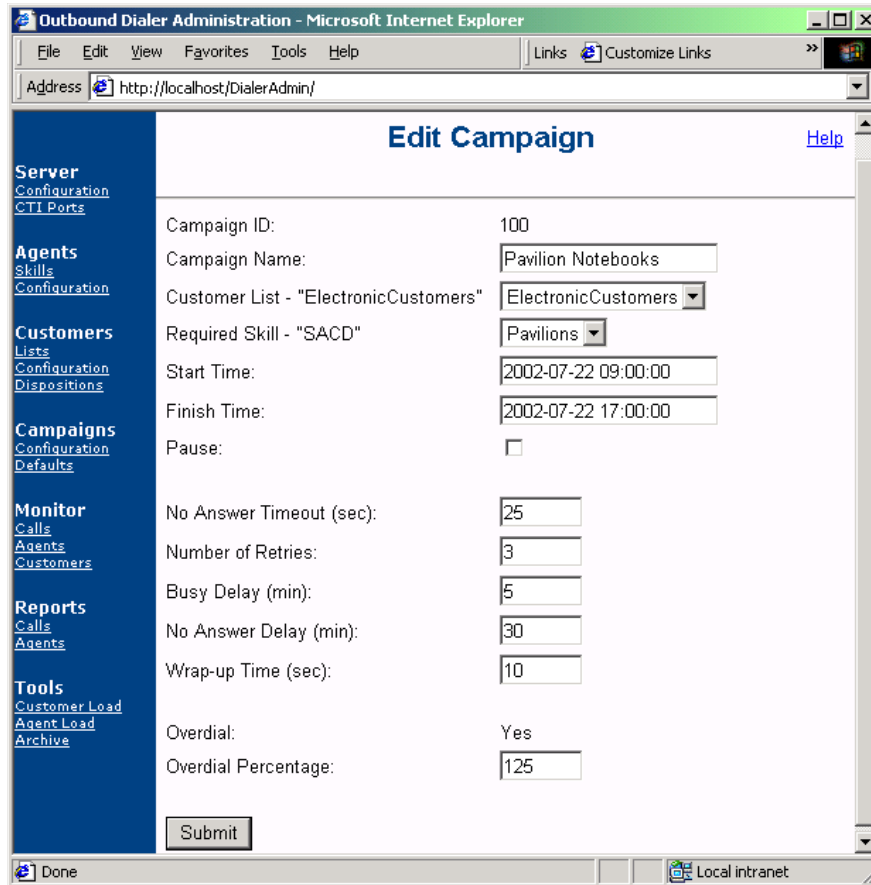 Outbound Dialer Administration - Microsoft Internet Explorer
File Edit View Favorites Tools Help Links Customize Links »
Address http://localhost/DialerAdmin/
Edit Campaign
Help
Server
Configuration
CTI Ports
Agents
Skills
Configuration
Customers
Lists
Configuration
Dispositions
Campaigns
Configuration
Defaults
Monitor
Calls
Agents
Customers
Reports
Calls
Agents
Tools
Customer Load
Agent Load
Archive
Campaign ID: 100
Campaign Name: Pavilion Notebooks
Customer List - "ElectronicCustomers" ElectronicCustomers
Required Skill - "SACD" Pavilions
Start Time: 2002-07-22 09:00:00
Finish Time: 2002-07-22 17:00:00
Pause:
No Answer Timeout (sec): 25
Number of Retries: 3
Busy Delay (min): 5
No Answer Delay (min): 30
Wrap-up Time (sec): 10
Overdial: Yes
Overdial Percentage: 125
Submit
Done Local intranet